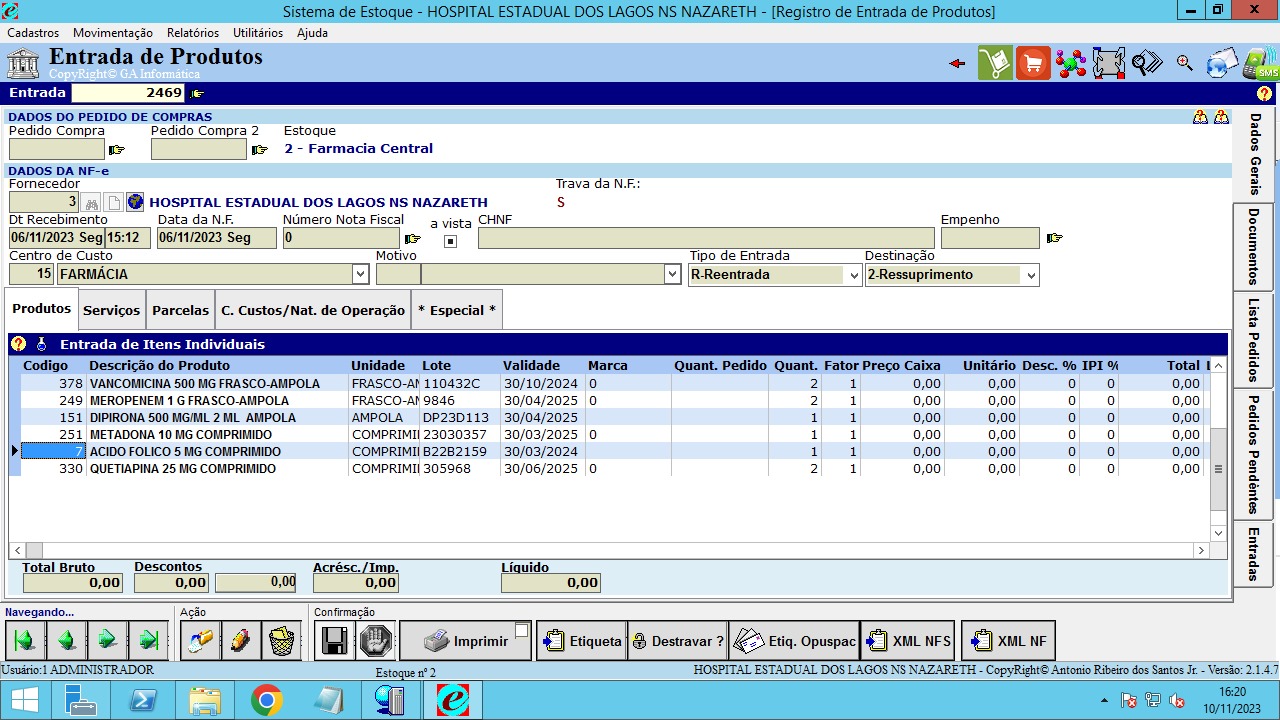 Sistema de Estoque - HOSPITAL ESTADUAL DOS LAGOS NS NAZARETH - [Registro de Entrada de Produtos]
Cadastros Movimentação Relatórios Utilitários Ajuda
Entrada de Produtos
CopyRight© GA Informática
SMS
Entrada 2469
DADOS DO PEDIDO DE COMPRAS
Pedido Compra Pedido Compra 2 Estoque
2 - Farmacia Central
DADOS DA NF-e
Fornecedor Trava da N.F.:
3 HOSPITAL ESTADUAL DOS LAGOS NS NAZARETH S
Dt Recebimento Data da N.F. Número Nota Fiscal a vista CHNF Empenho
06/11/2023 Seg 15:12 06/11/2023 Seg 0
Centro de Custo Motivo Tipo de Entrada Destinação
15 FARMÁCIA R-Reentrada 2-Ressuprimento
Produtos Serviços Parcelas C. Custos/Nat. de Operação * Especial *
Entrada de Itens Individuais
Codigo Descrição do Produto Unidade Lote Validade Marca Quant. Pedido Quant. Fator Preço Caixa Unitário Desc. % IPI % Total
378 VANCOMICINA 500 MG FRASCO-AMPOLA FRASCO-AM 110432C 30/10/2024 0 2 1 0,00 0,00 0 0 0,00
249 MEROPENEM 1 G FRASCO-AMPOLA FRASCO-AM 9846 30/04/2025 0 2 1 0,00 0,00 0 0 0,00
151 DIPIRONA 500 MG/ML 2 ML AMPOLA AMPOLA DP23D113 30/04/2025 1 1 0,00 0,00 0 0 0,00
251 METADONA 10 MG COMPRIMIDO COMPRIMI 23030357 30/03/2025 0 1 1 0,00 0,00 0 0 0,00
7 ACIDO FOLICO 5 MG COMPRIMIDO COMPRIMI B22B2159 30/03/2024 1 1 0,00 0,00 0 0 0,00
330 QUETIAPINA 25 MG COMPRIMIDO COMPRIMI 305968 30/06/2025 0 2 1 0,00 0,00 0 0 0,00
Total Bruto Descontos Acrésc./Imp. Líquido
0,00 0,00 0,00 0,00 0,00
Dados Gerais
Documentos
Lista Pedidos
Pedidos Pendêntes
Entradas
Navegando... Ação Confirmação
Imprimir Etiqueta Destravar ? Etiq. Opuspac XML NFS XML NF
Usuário:1 ADMINISTRADOR Estoque nº 2 HOSPITAL ESTADUAL DOS LAGOS NS NAZARETH - CopyRight© Antonio Ribeiro dos Santos Jr. - Versão: 2.1.4.7
16:20
10/11/2023